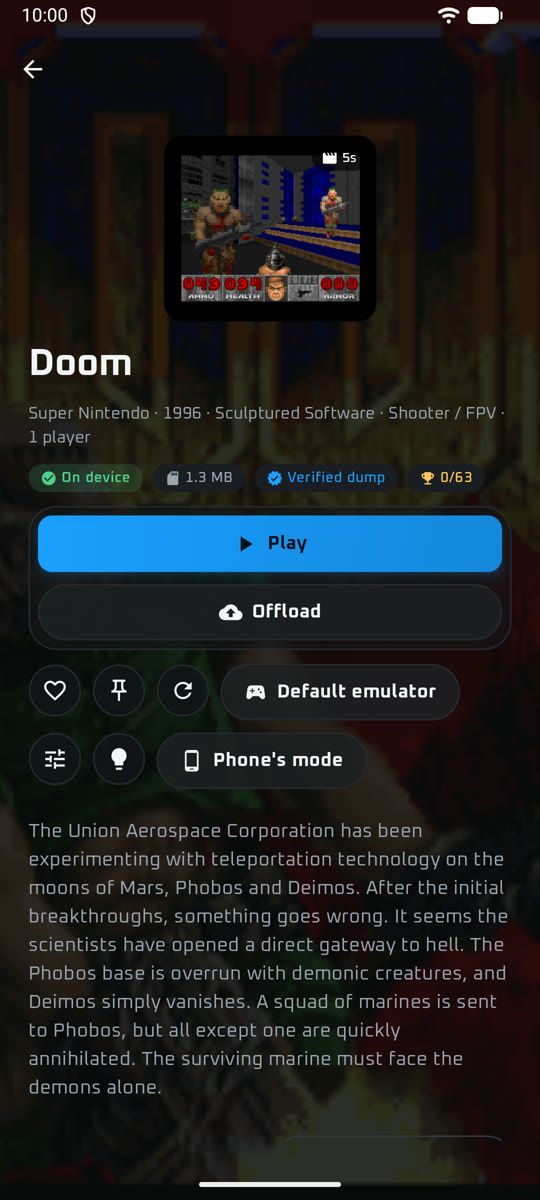 10:00
5s
043 039 000
AMMO HEALTH ARMOR
Doom
Super Nintendo · 1996 · Sculptured Software · Shooter / FPV ·
1 player
On device 1.3 MB Verified dump 0/63
Play
Offload
Default emulator
Phone's mode
The Union Aerospace Corporation has been
experimenting with teleportation technology on the
moons of Mars, Phobos and Deimos. After the initial
breakthroughs, something goes wrong. It seems the
scientists have opened a direct gateway to hell. The
Phobos base is overrun with demonic creatures, and
Deimos simply vanishes. A squad of marines is sent
to Phobos, but all except one are quickly
annihilated. The surviving marine must face the
demons alone.